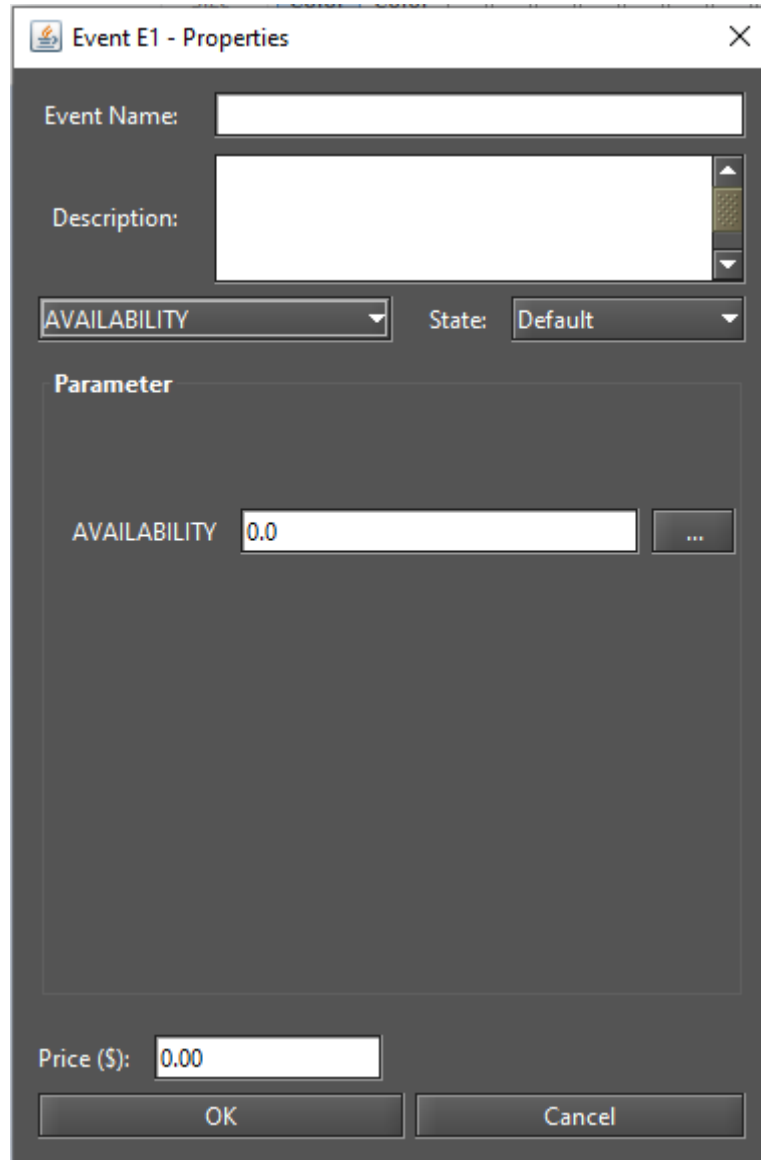 Event E1 - Properties
Event Name:
Description:
AVAILABILITY State: Default
Parameter
AVAILABILITY 0.0 ...
Price ($): 0.00
OK Cancel